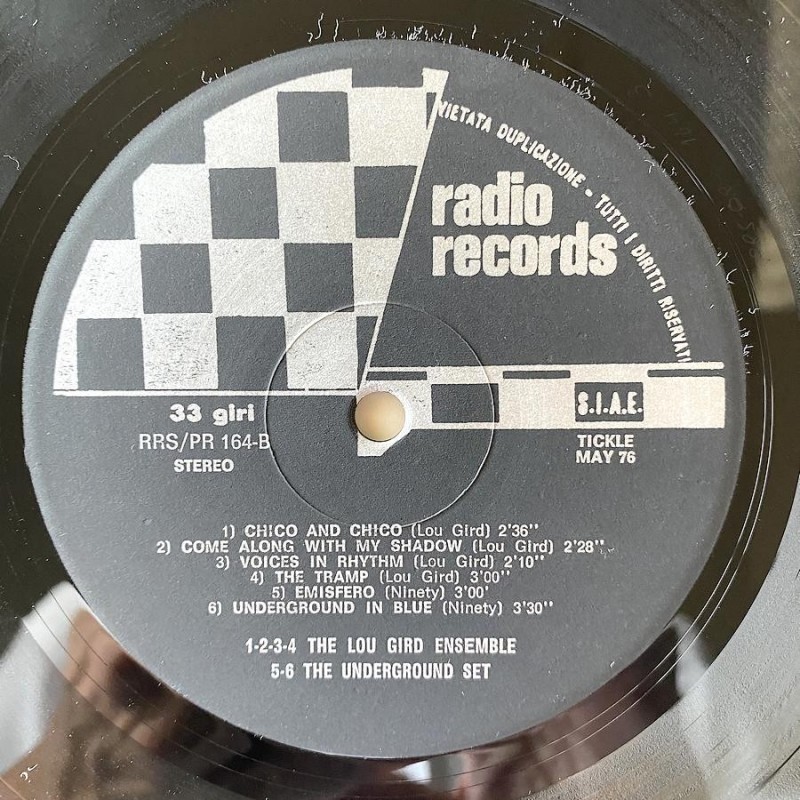 VIETATA DUPLICAZIONE - TUTTI I DIRITTI RISERVATI
radio
records
S.I.A.E.
33 giri
RRS/PR 164-B
STEREO
TICKLE
MAY 76
1) CHICO AND CHICO (Lou Gird) 2'36"
2) COME ALONG WITH MY SHADOW (Lou Gird) 2'28"
3) VOICES IN RHYTHM (Lou Gird) 2'10"
4) THE TRAMP (Lou Gird) 3'00"
5) EMISFERO (Ninety) 3'00'
6) UNDERGROUND IN BLUE (Ninety) 3'30"
1-2-3-4 THE LOU GIRD ENSEMBLE
5-6 THE UNDERGROUND SET